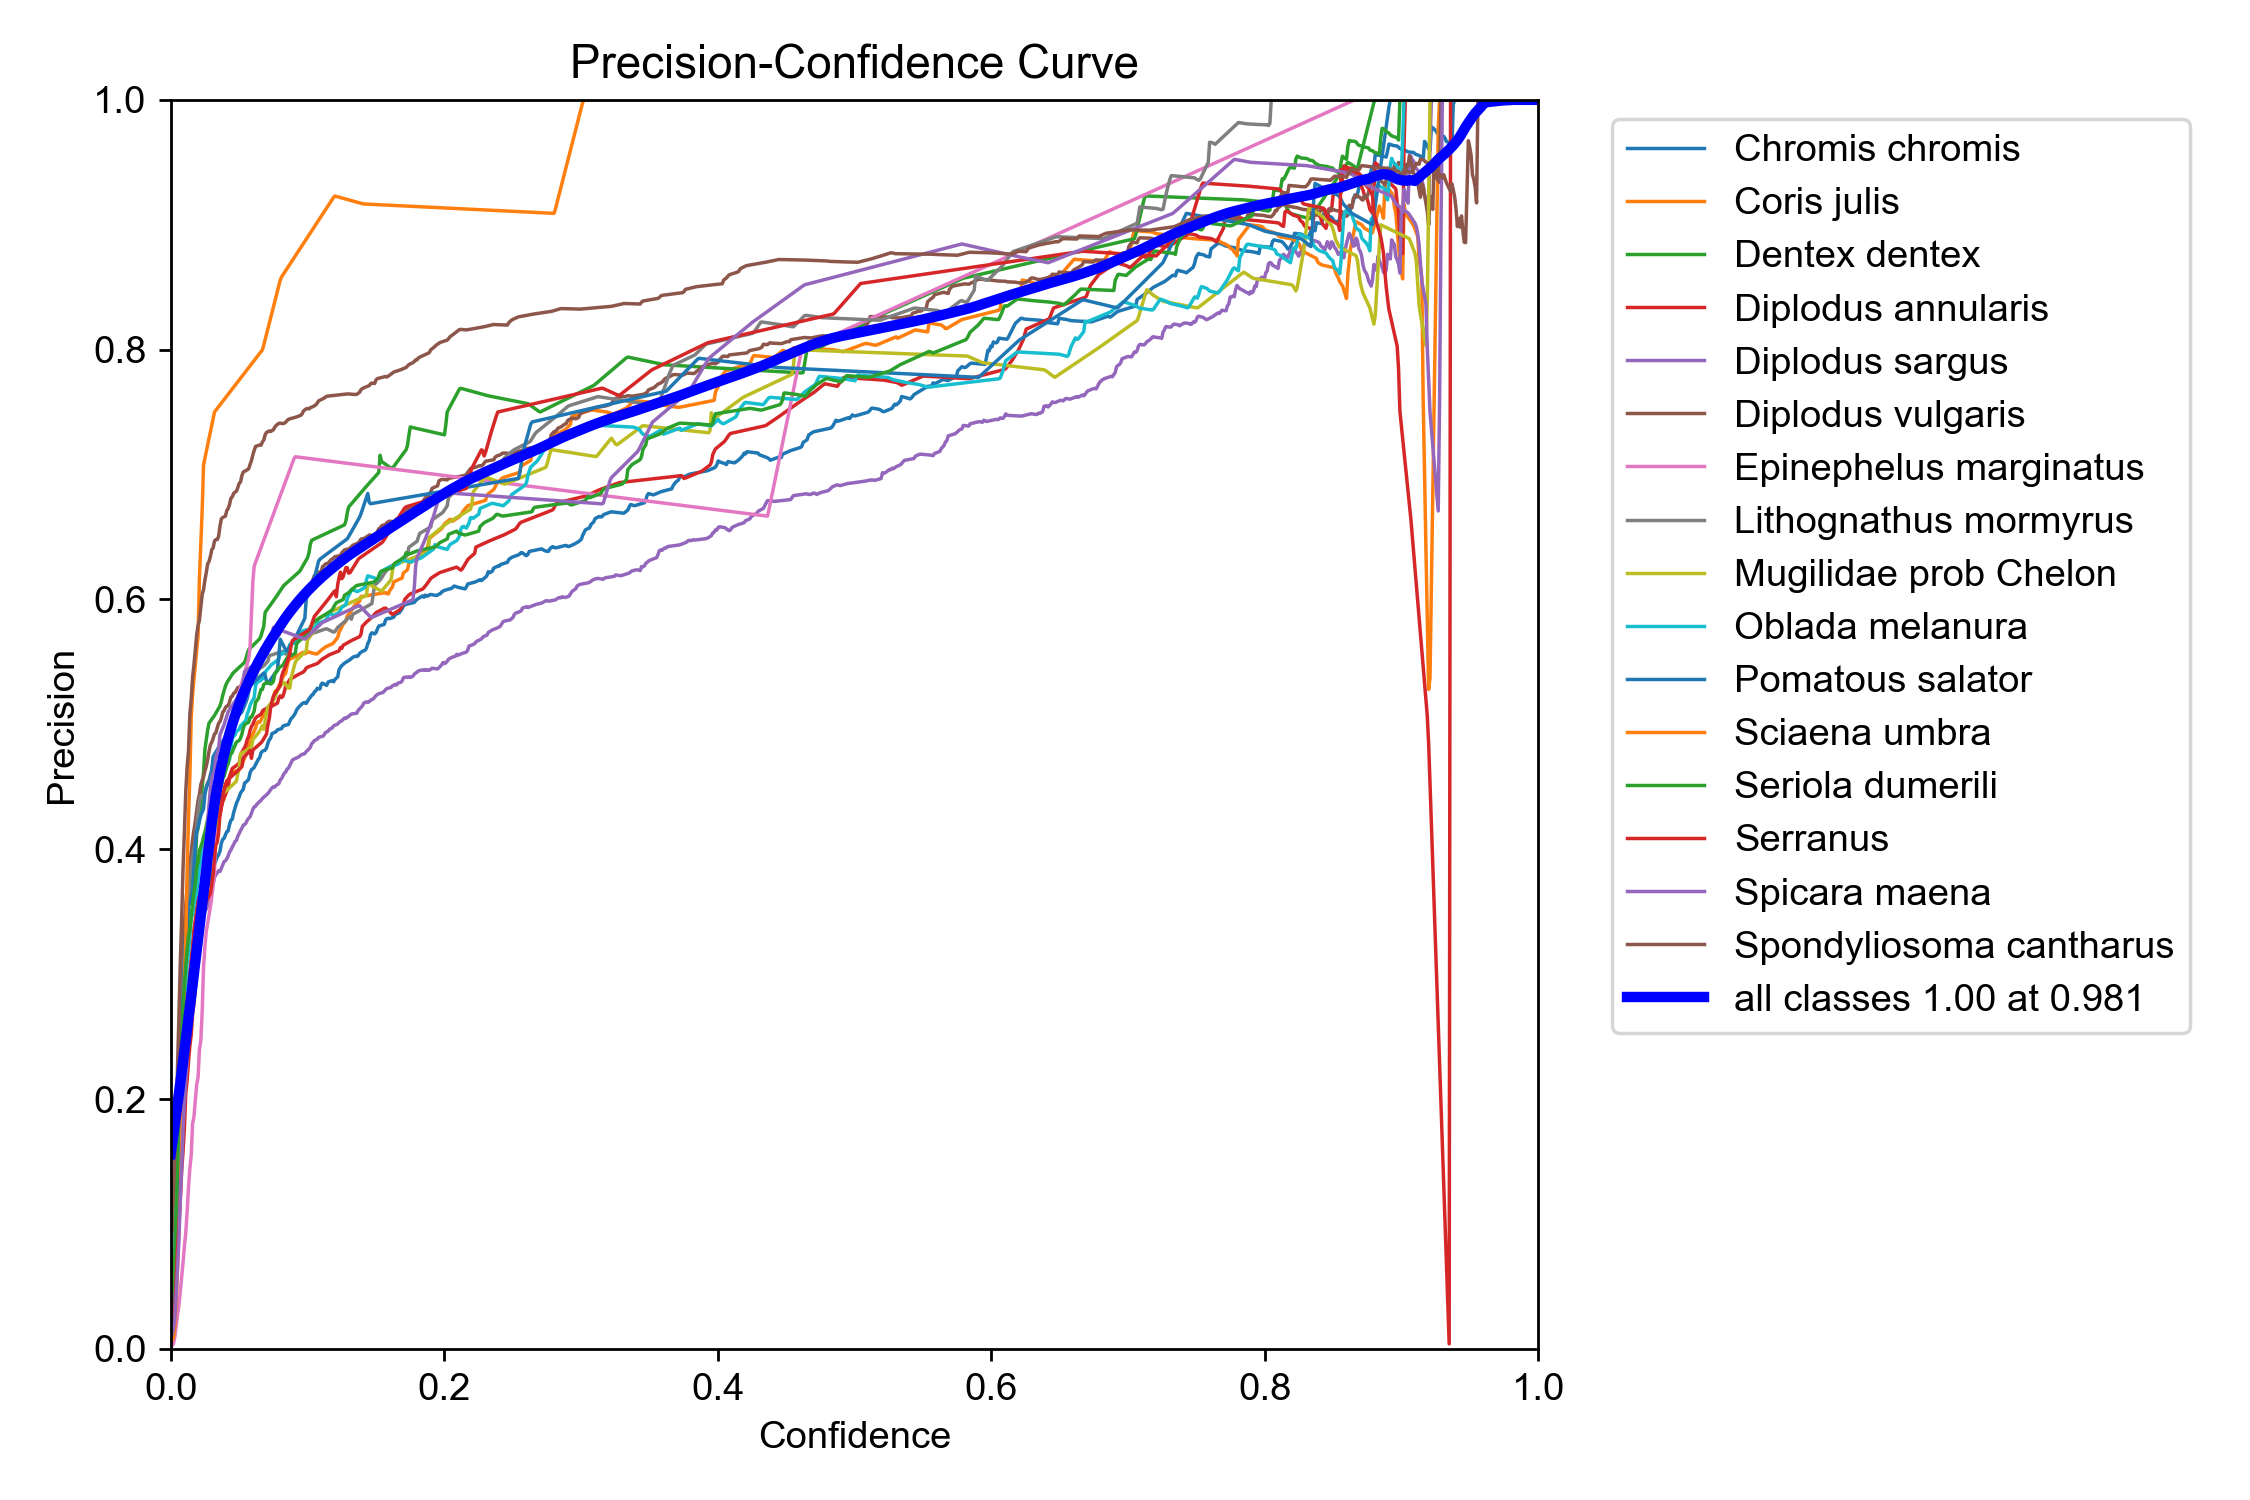 Precision-Confidence Curve
1.0
0.8
0.6
0.4
0.2
0.0
Precision
0.0 0.2 0.4 0.6 0.8 1.0
Confidence
Chromis chromis
Coris julis
Dentex dentex
Diplodus annularis
Diplodus sargus
Diplodus vulgaris
Epinephelus marginatus
Lithognathus mormyrus
Mugilidae prob Chelon
Oblada melanura
Pomatous salator
Sciaena umbra
Seriola dumerili
Serranus
Spicara maena
Spondyliosoma cantharus
all classes 1.00 at 0.981